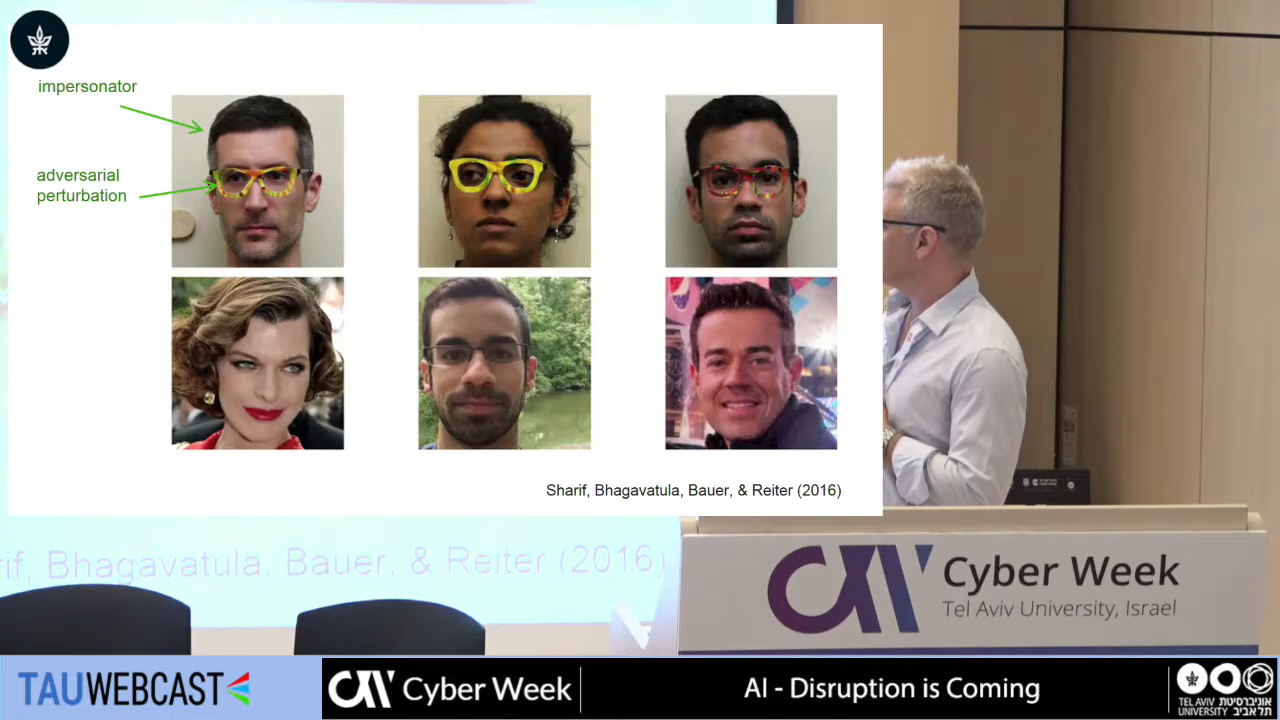 impersonator
adversarial
perturbation
Sharif, Bhagavatula, Bauer, & Reiter (2016)
rif, Bhagavatula, Bauer, & Reiter (2016)
Cyber Week
Tel Aviv University, Israel
TAUWEBCAST
Cyber Week
AI - Disruption is Coming
TEL AVIV אוניברסיטת
UNIVERSITY תל אביב